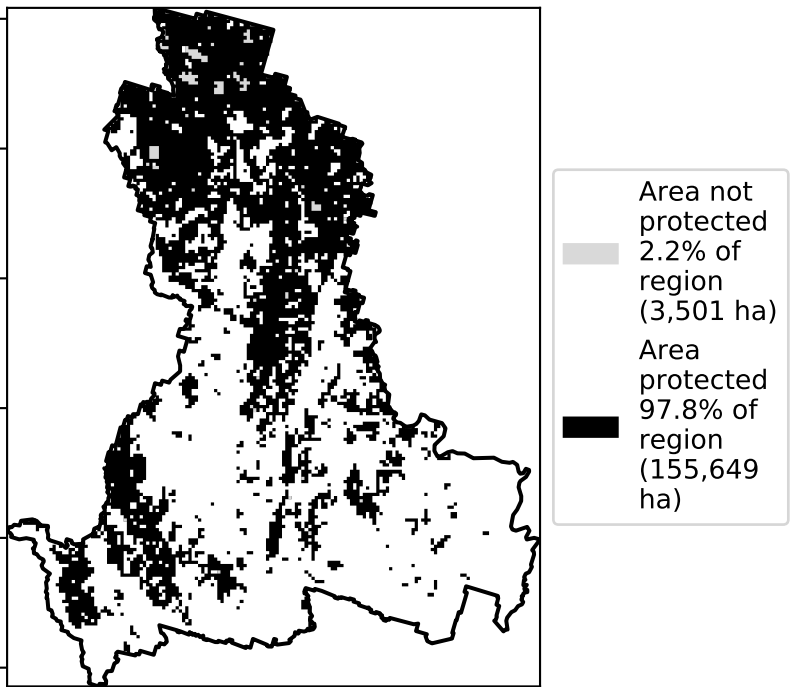 Area not
protected
2.2% of
region
(3,501 ha)
Area
protected
97.8% of
region
(155,649
ha)